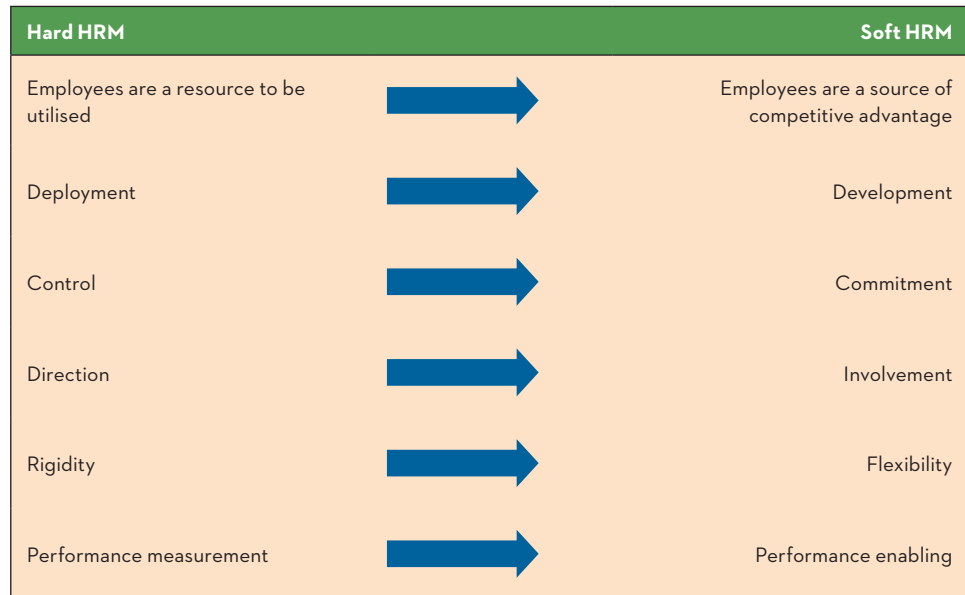 Hard HRM
Soft HRM
Employees are a resource to be
utilised
Employees are a source of
competitive advantage
Deployment
Development
Control
Commitment
Direction
Involvement
Rigidity
Flexibility
Performance measurement
Performance enabling